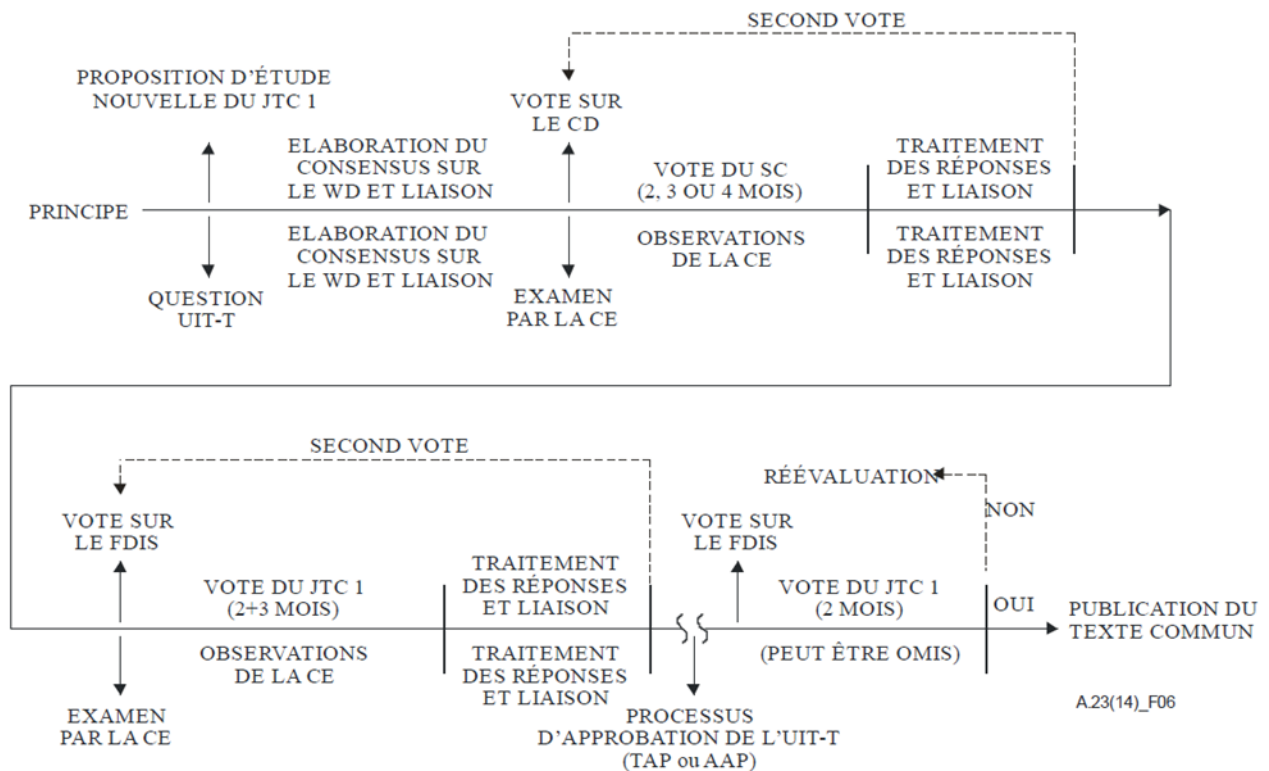 SECOND VOTE
PROPOSITION D'ÉTUDE
NOUVELLE DU JTC 1
VOTE SUR
LE CD
ELABORATION DU
CONSENSUS SUR
LE WD ET LIAISON
VOTE DU SC
(2, 3 OU 4 MOIS)
TRAITEMENT
DES RÉPONSES
ET LIAISON
PRINCIPE
ELABORATION DU
CONSENSUS SUR
LE WD ET LIAISON
OBSERVATIONS
DE LA CE
TRAITEMENT
DES RÉPONSES
ET LIAISON
QUESTION
UIT-T
EXAMEN
PAR LA CE
SECOND VOTE
RÉÉVALUATION
NON
VOTE SUR
LE FDIS
VOTE SUR
LE FDIS
VOTE DU JTC 1
(2+3 MOIS)
TRAITEMENT
DES RÉPONSES
ET LIAISON
VOTE DU JTC 1
(2 MOIS)
OUI
PUBLICATION DU
TEXTE COMMUN
OBSERVATIONS
DE LA CE
TRAITEMENT
DES RÉPONSES
ET LIAISON
(PEUT ÊTRE OMIS)
EXAMEN
PAR LA CE
PROCESSUS
D'APPROBATION DE L'UIT-T
(TAP ou AAP)
A.23(14)_F06